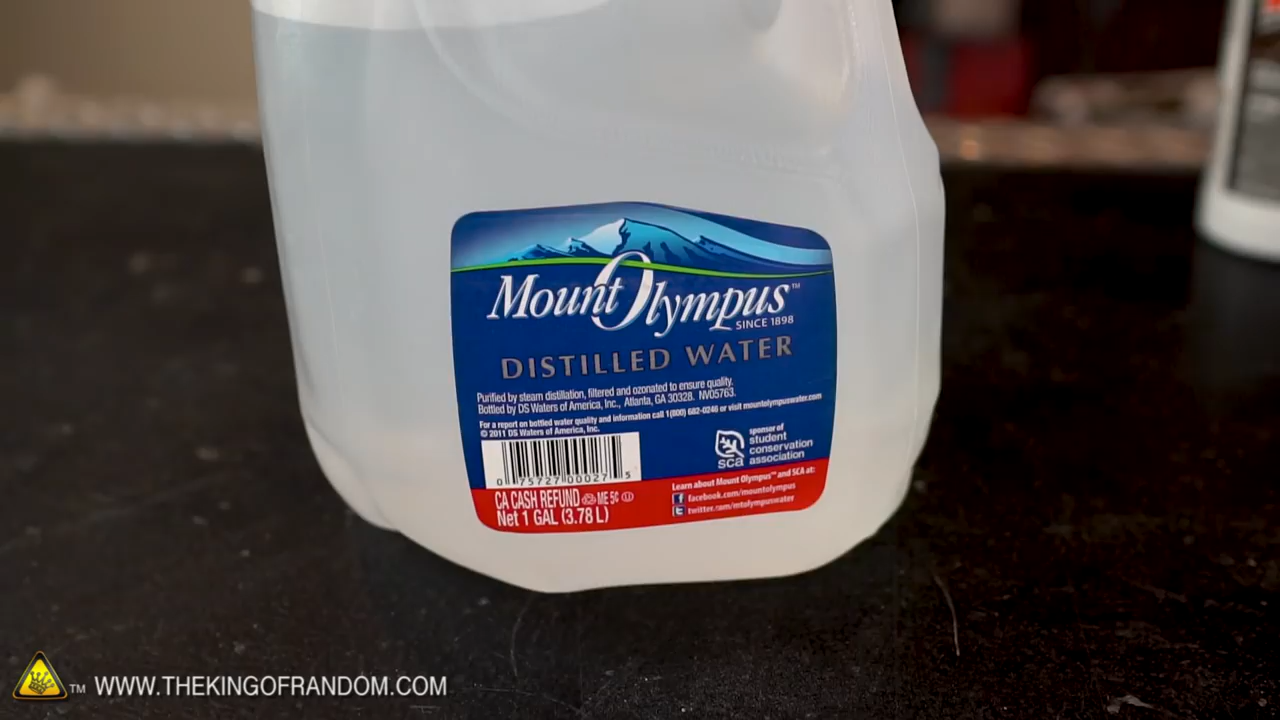 Mount Olympus™
SINCE 1898
DISTILLED WATER
Purified by steam distillation, filtered and ozonated to ensure quality.
Bottled by DS Waters of America, Inc., Atlanta, GA 30328. NV05763.
For a report on bottled water quality and information call 1(800) 682-0246 or visit mountolympuswater.com
© 2011 DS Waters of America, Inc.
0 75727 00027 5
sca
sponsor of
student
conservation
association
CA CASH REFUND ME 5¢
Net 1 GAL (3.78 L)
Learn about Mount Olympus™ and SCA at:
facebook.com/mountolympus
twitter.com/mtolympuswater
TM WWW.THEKINGOFRANDOM.COM